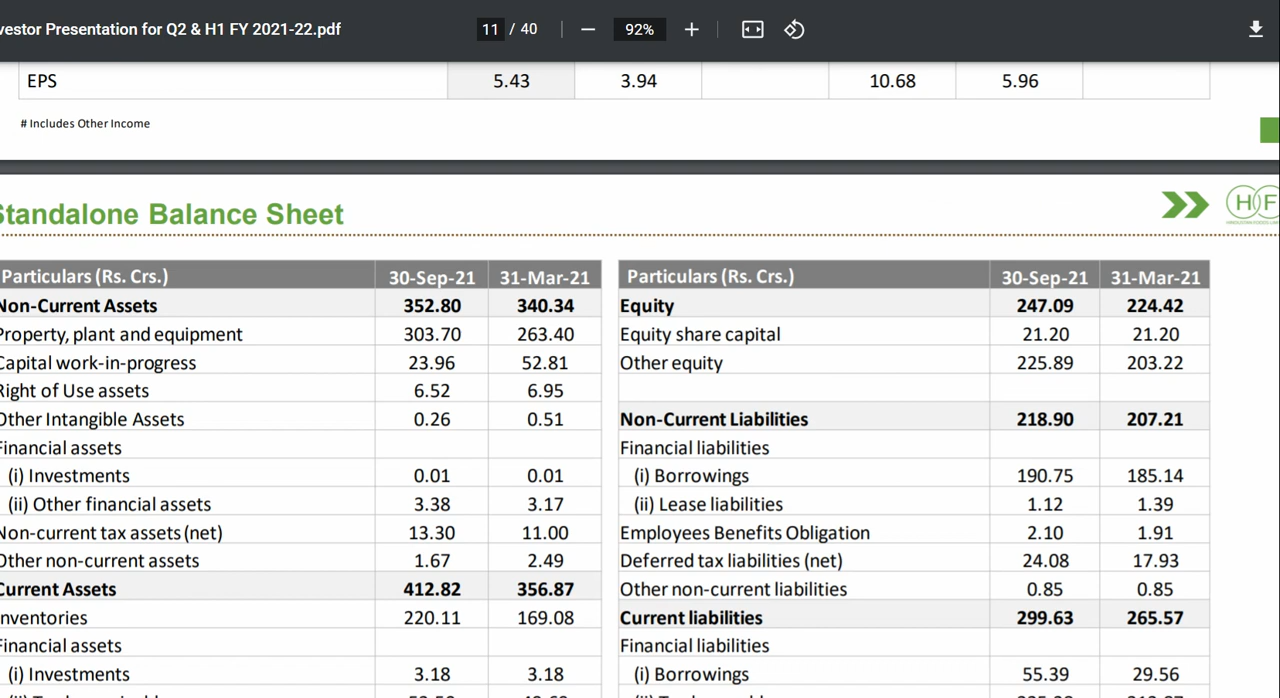 vestor Presentation for Q2 & H1 FY 2021-22.pdf 11 / 40 92%
EPS 5.43 3.94 10.68 5.96
# Includes Other Income
Standalone Balance Sheet
HF
Particulars (Rs. Crs.) 30-Sep-21 31-Mar-21
Non-Current Assets 352.80 340.34
Property, plant and equipment 303.70 263.40
Capital work-in-progress 23.96 52.81
Right of Use assets 6.52 6.95
Other Intangible Assets 0.26 0.51
Financial assets
(i) Investments 0.01 0.01
(ii) Other financial assets 3.38 3.17
Non-current tax assets (net) 13.30 11.00
Other non-current assets 1.67 2.49
Current Assets 412.82 356.87
Inventories 220.11 169.08
Financial assets
(i) Investments 3.18 3.18
Particulars (Rs. Crs.) 30-Sep-21 31-Mar-21
Equity 247.09 224.42
Equity share capital 21.20 21.20
Other equity 225.89 203.22
Non-Current Liabilities 218.90 207.21
Financial liabilities
(i) Borrowings 190.75 185.14
(ii) Lease liabilities 1.12 1.39
Employees Benefits Obligation 2.10 1.91
Deferred tax liabilities (net) 24.08 17.93
Other non-current liabilities 0.85 0.85
Current liabilities 299.63 265.57
Financial liabilities
(i) Borrowings 55.39 29.56